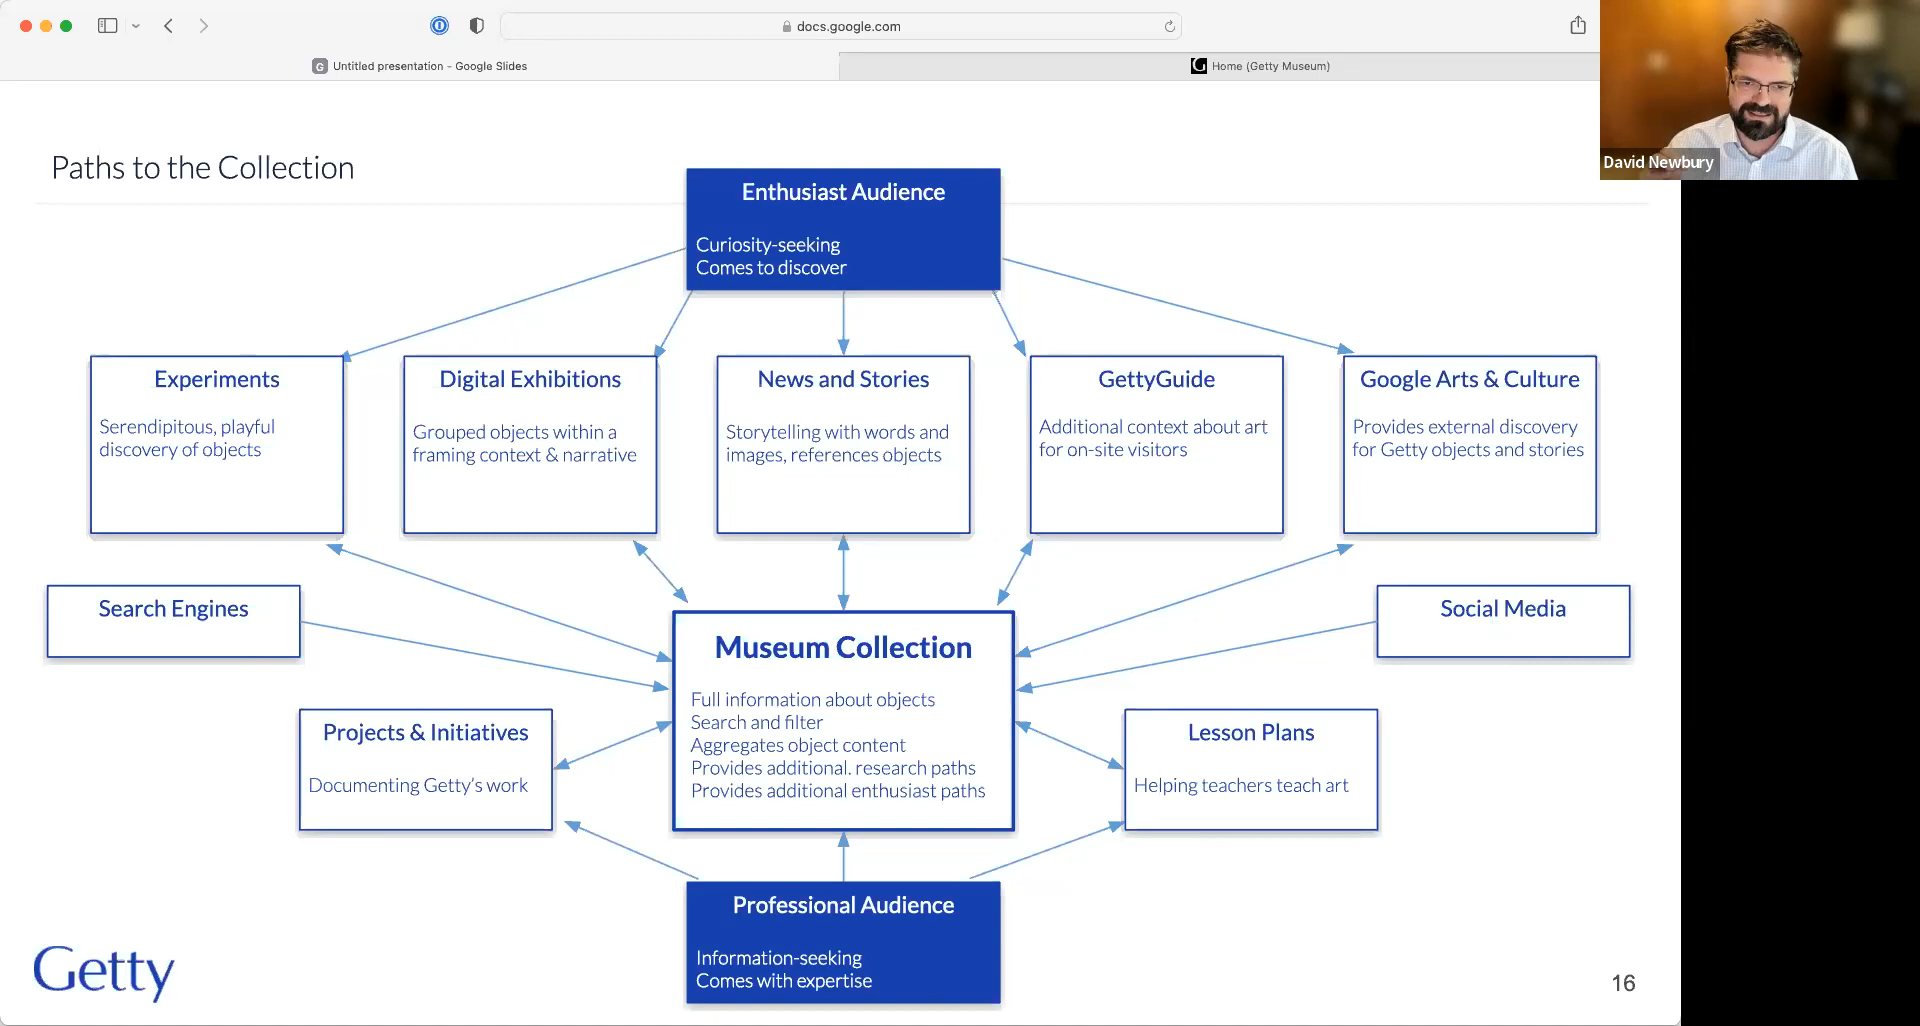 docs.google.com
Untitled presentation - Google Slides
Home (Getty Museum)
David Newbury
Paths to the Collection
Enthusiast Audience
Curiosity-seeking
Comes to discover
Experiments
Serendipitous, playful
discovery of objects
Digital Exhibitions
Grouped objects within a
framing context & narrative
News and Stories
Storytelling with words and
images, references objects
GettyGuide
Additional context about art
for on-site visitors
Google Arts & Culture
Provides external discovery
for Getty objects and stories
Search Engines
Social Media
Museum Collection
Full information about objects
Search and filter
Aggregates object content
Provides additional. research paths
Provides additional enthusiast paths
Projects & Initiatives
Documenting Getty's work
Lesson Plans
Helping teachers teach art
Professional Audience
Information-seeking
Comes with expertise
Getty
16